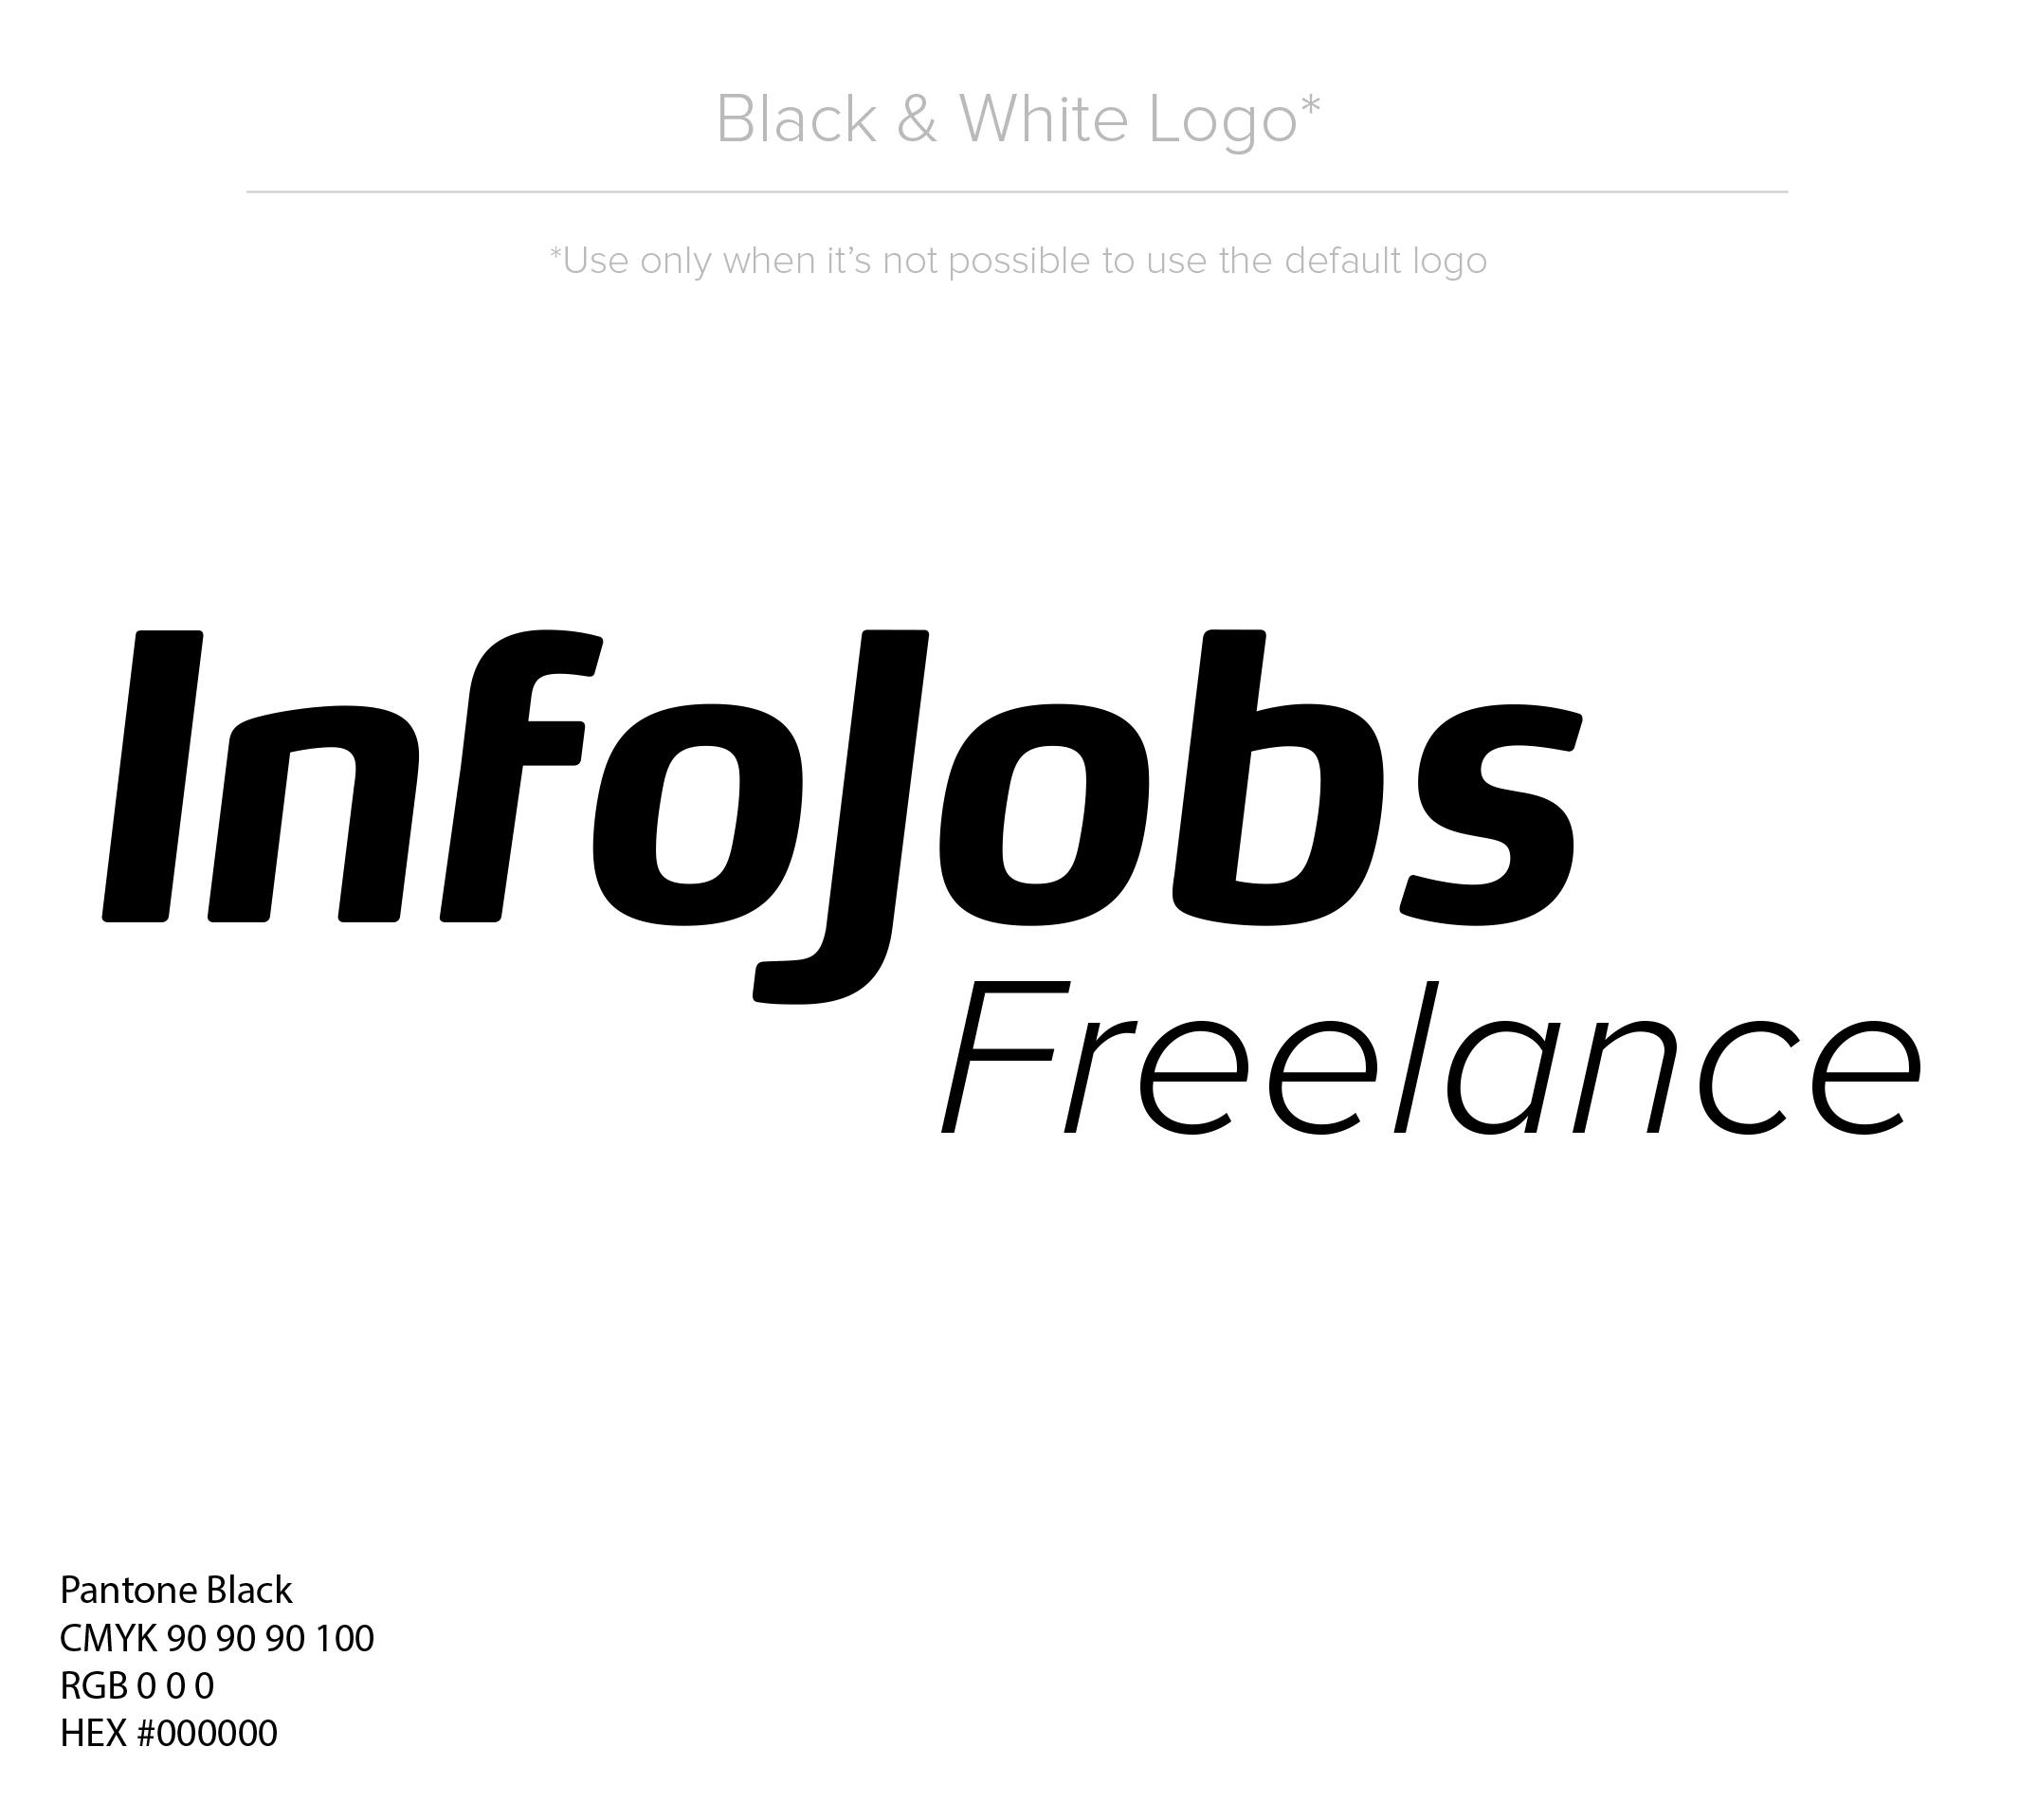 Black & White Logo*
*Use only when it’s not possible to use the default logo
InfoJobs
Freelance
Pantone Black
CMYK 90 90 90 100
RGB 0 0 0
HEX #000000